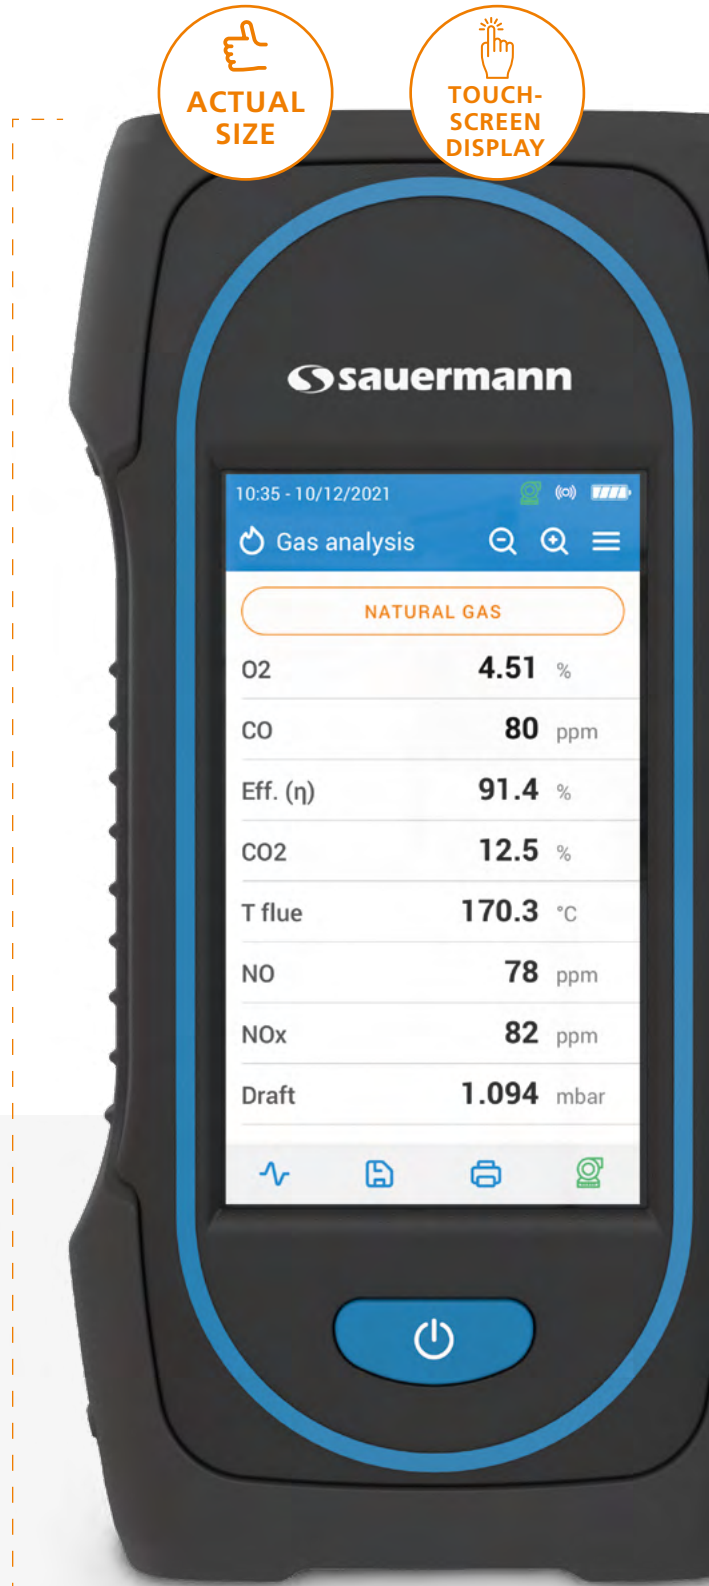 ACTUAL
SIZE
TOUCH-
SCREEN
DISPLAY
sauermann
10:35 - 10/12/2021
Gas analysis
NATURAL GAS
O2 4.51 %
CO 80 ppm
Eff. (η) 91.4 %
CO2 12.5 %
T flue 170.3 °C
NO 78 ppm
NOx 82 ppm
Draft 1.094 mbar